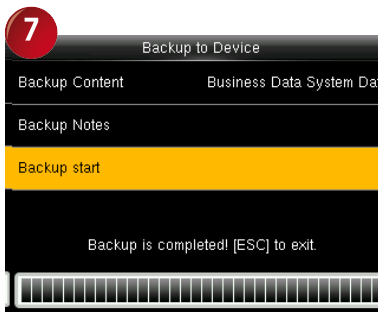 7
Backup to Device
Backup Content Business Data System Dat
Backup Notes
Backup start
Backup is completed! [ESC] to exit.